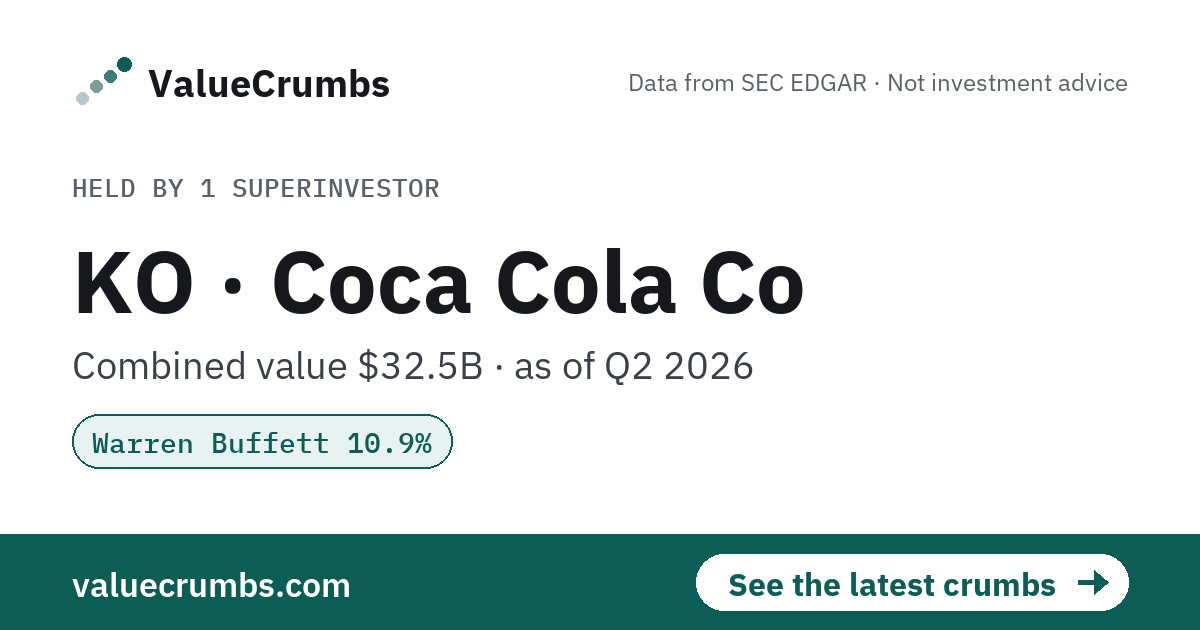 ValueCrumbs
Data from SEC EDGAR · Not investment advice
HELD BY 1 SUPERINVESTOR
KO · Coca Cola Co
Combined value $32.5B · as of Q2 2026
Warren Buffett 10.9%
valuecrumbs.com
See the latest crumbs →